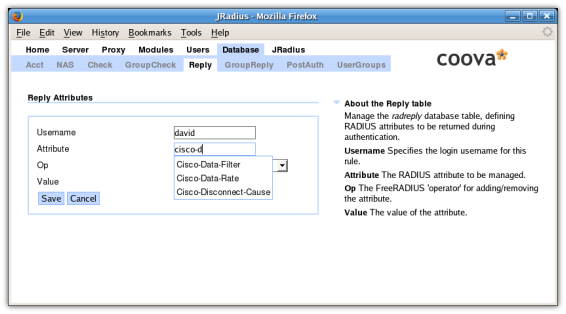 JRadius - Mozilla Firefox
File Edit View History Bookmarks Tools Help
Home Server Proxy Modules Users Database JRadius
Acct NAS Check GroupCheck Reply GroupReply PostAuth UserGroups
coova
Reply Attributes
Username david
Attribute cisco-d
Op
Value
Cisco-Data-Filter
Cisco-Data-Rate
Cisco-Disconnect-Cause
Save Cancel
About the Reply table
Manage the radreply database table, defining
RADIUS attributes to be returned during
authentication.
Username Specifies the login username for this
rule.
Attribute The RADIUS attribute to be managed.
Op The FreeRADIUS 'operator' for adding/removing
the attribute.
Value The value of the attribute.